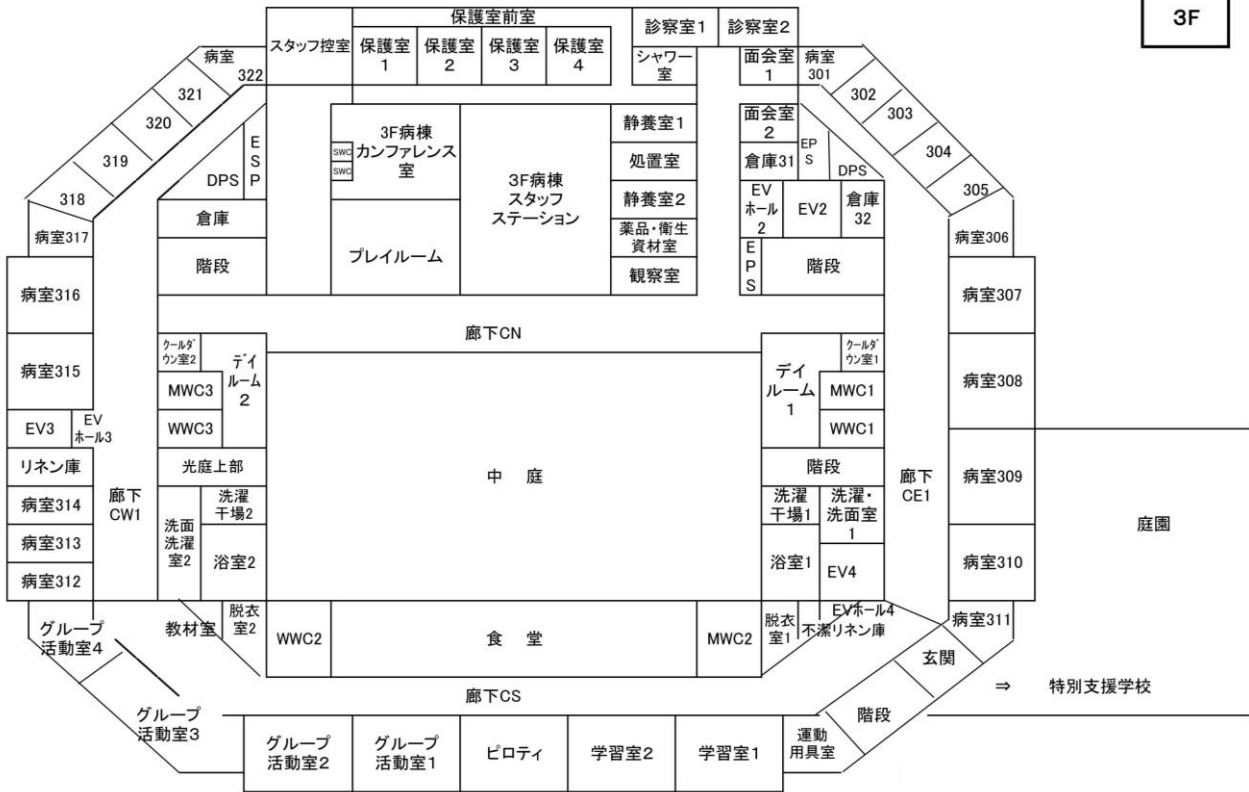 3F
保護室前室
診察室1
診察室2
スタッフ控室
保護室
1
保護室
2
保護室
3
保護室
4
シャワー
室
面会室
1
病室
301
病室
322
321
320
319
318
病室317
302
303
304
305
病室306
E
S
P
DPS
倉庫
階段
SWC
SWC
3F病棟
カンファレンス
室
プレイルーム
3F病棟
スタッフ
ステーション
静養室1
処置室
静養室2
薬品・衛生
資材室
観察室
面会室
2
倉庫31
EP
S
DPS
EV
ホール
2
EV2
倉庫
32
E
P
S
階段
病室316
病室315
EV3
EV
ホール3
リネン庫
病室314
病室313
病室312
廊下
CW1
廊下CN
クールダ
ウン室2
デイ
ルーム
2
MWC3
WWC3
光庭上部
洗面
洗濯
室2
洗濯
干場2
浴室2
中 庭
デイ
ルーム
1
クールダ
ウン室1
MWC1
WWC1
階段
洗濯
干場1
洗濯・
洗面室
1
浴室1
EV4
廊下
CE1
病室307
病室308
病室309
病室310
病室311
庭園
グループ
活動室4
教材室
脱衣
室2
WWC2
食 堂
MWC2
脱衣
室1
EVホール4
不潔リネン庫
玄関
⇒ 特別支援学校
廊下CS
グループ
活動室3
階段
グループ
活動室2
グループ
活動室1
ピロティ
学習室2
学習室1
運動
用具室